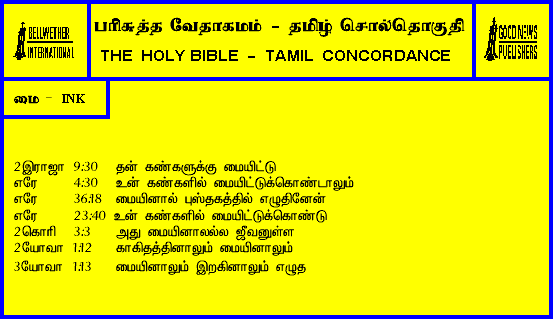 BELLWETHER
INTERNATIONAL
பரிசுத்த வேதாகமம் - தமிழ் சொல்தொகுதி
THE HOLY BIBLE - TAMIL CONCORDANCE
GOOD NEWS
PUBLISHERS
மை - INK
2இராஜா 9:30 தன் கண்களுக்கு மையிட்டு
எரே 4:30 உன் கண்களில் மையிட்டுக்கொண்டாலும்
எரே 36:18 மையினால் புஸ்தகத்தில் எழுதினேன்
எரே 23:40 உன் கண்களில் மையிட்டுக்கொண்டு
2கொரி 3:3 அது மையினாலல்ல ஜீவனுள்ள
2யோவா 1:12 காகிதத்தினாலும் மையினாலும்
3யோவா 1:13 மையினாலும் இறகினாலும் எழுத